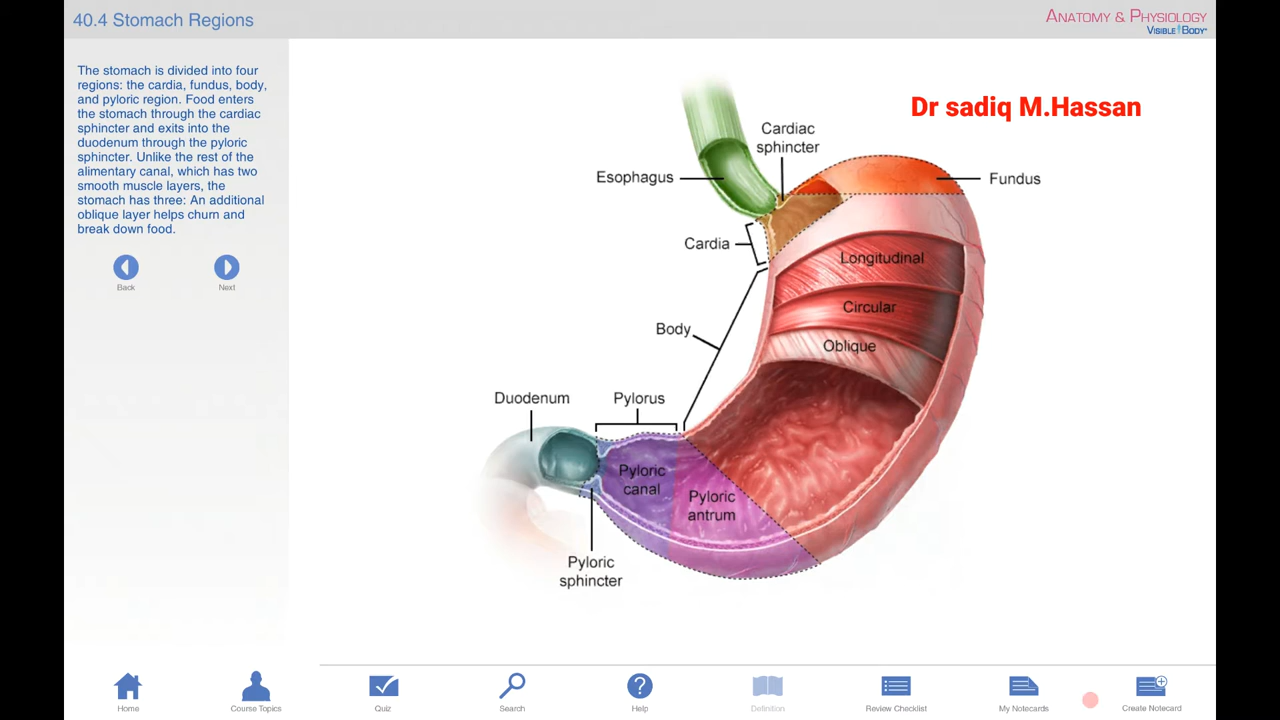 40.4 Stomach Regions
ANATOMY & PHYSIOLOGY
VISIBLE BODY®
The stomach is divided into four
regions: the cardia, fundus, body,
and pyloric region. Food enters
the stomach through the cardiac
sphincter and exits into the
duodenum through the pyloric
sphincter. Unlike the rest of the
alimentary canal, which has two
smooth muscle layers, the
stomach has three: An additional
oblique layer helps churn and
break down food.
Back
Next
Dr sadiq M.Hassan
Cardiac
sphincter
Esophagus
Fundus
Cardia
Longitudinal
Circular
Body
Oblique
Duodenum
Pylorus
Pyloric
canal
Pyloric
antrum
Pyloric
sphincter
Home
Course Topics
Quiz
Search
Help
Definition
Review Checklist
My Notecards
Create Notecard